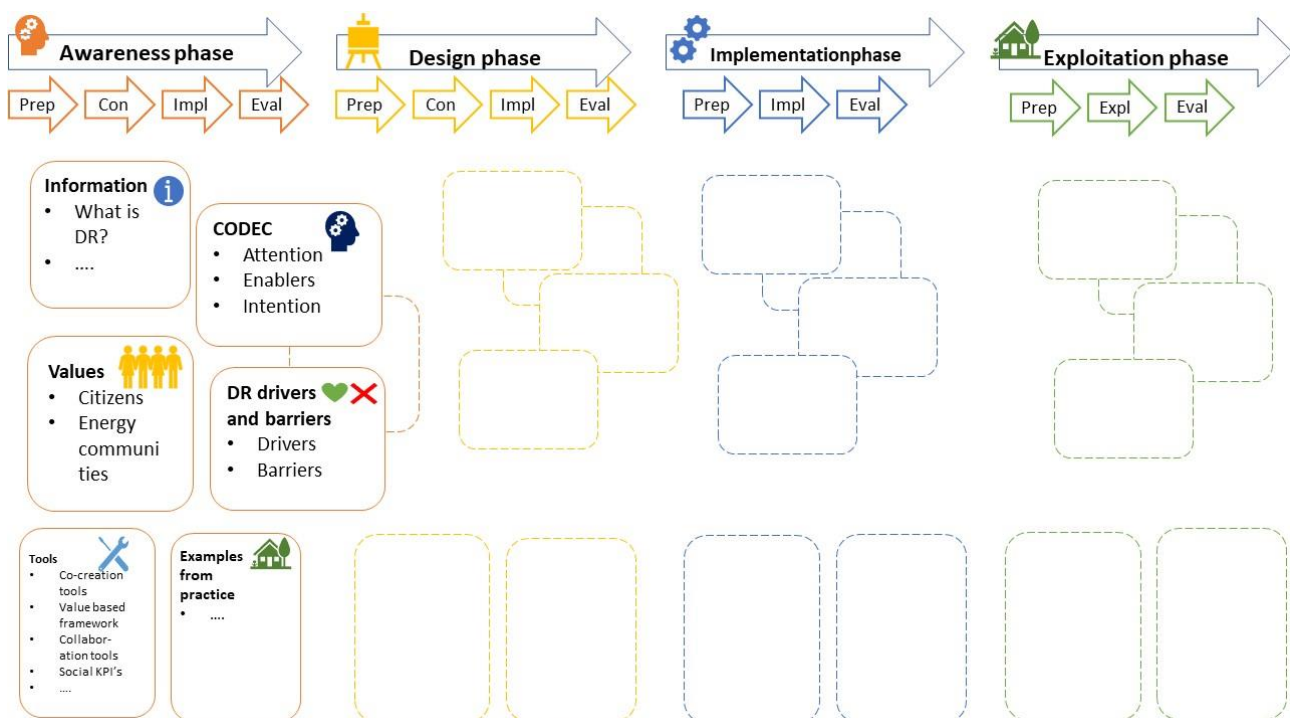 Awareness phase
Design phase
Implementationphase
Exploitation phase
Prep
Con
Impl
Eval
Prep
Con
Impl
Eval
Prep
Impl
Eval
Prep
Expl
Eval
Information
• What is
DR?
• ....
CODEC
• Attention
• Enablers
• Intention
Values
• Citizens
• Energy
communi
ties
DR drivers
and barriers
• Drivers
• Barriers
Tools
• Co-creation
tools
• Value based
framework
• Collabor-
ation tools
• Social KPI's
• ....
Examples
from
practice
• ....